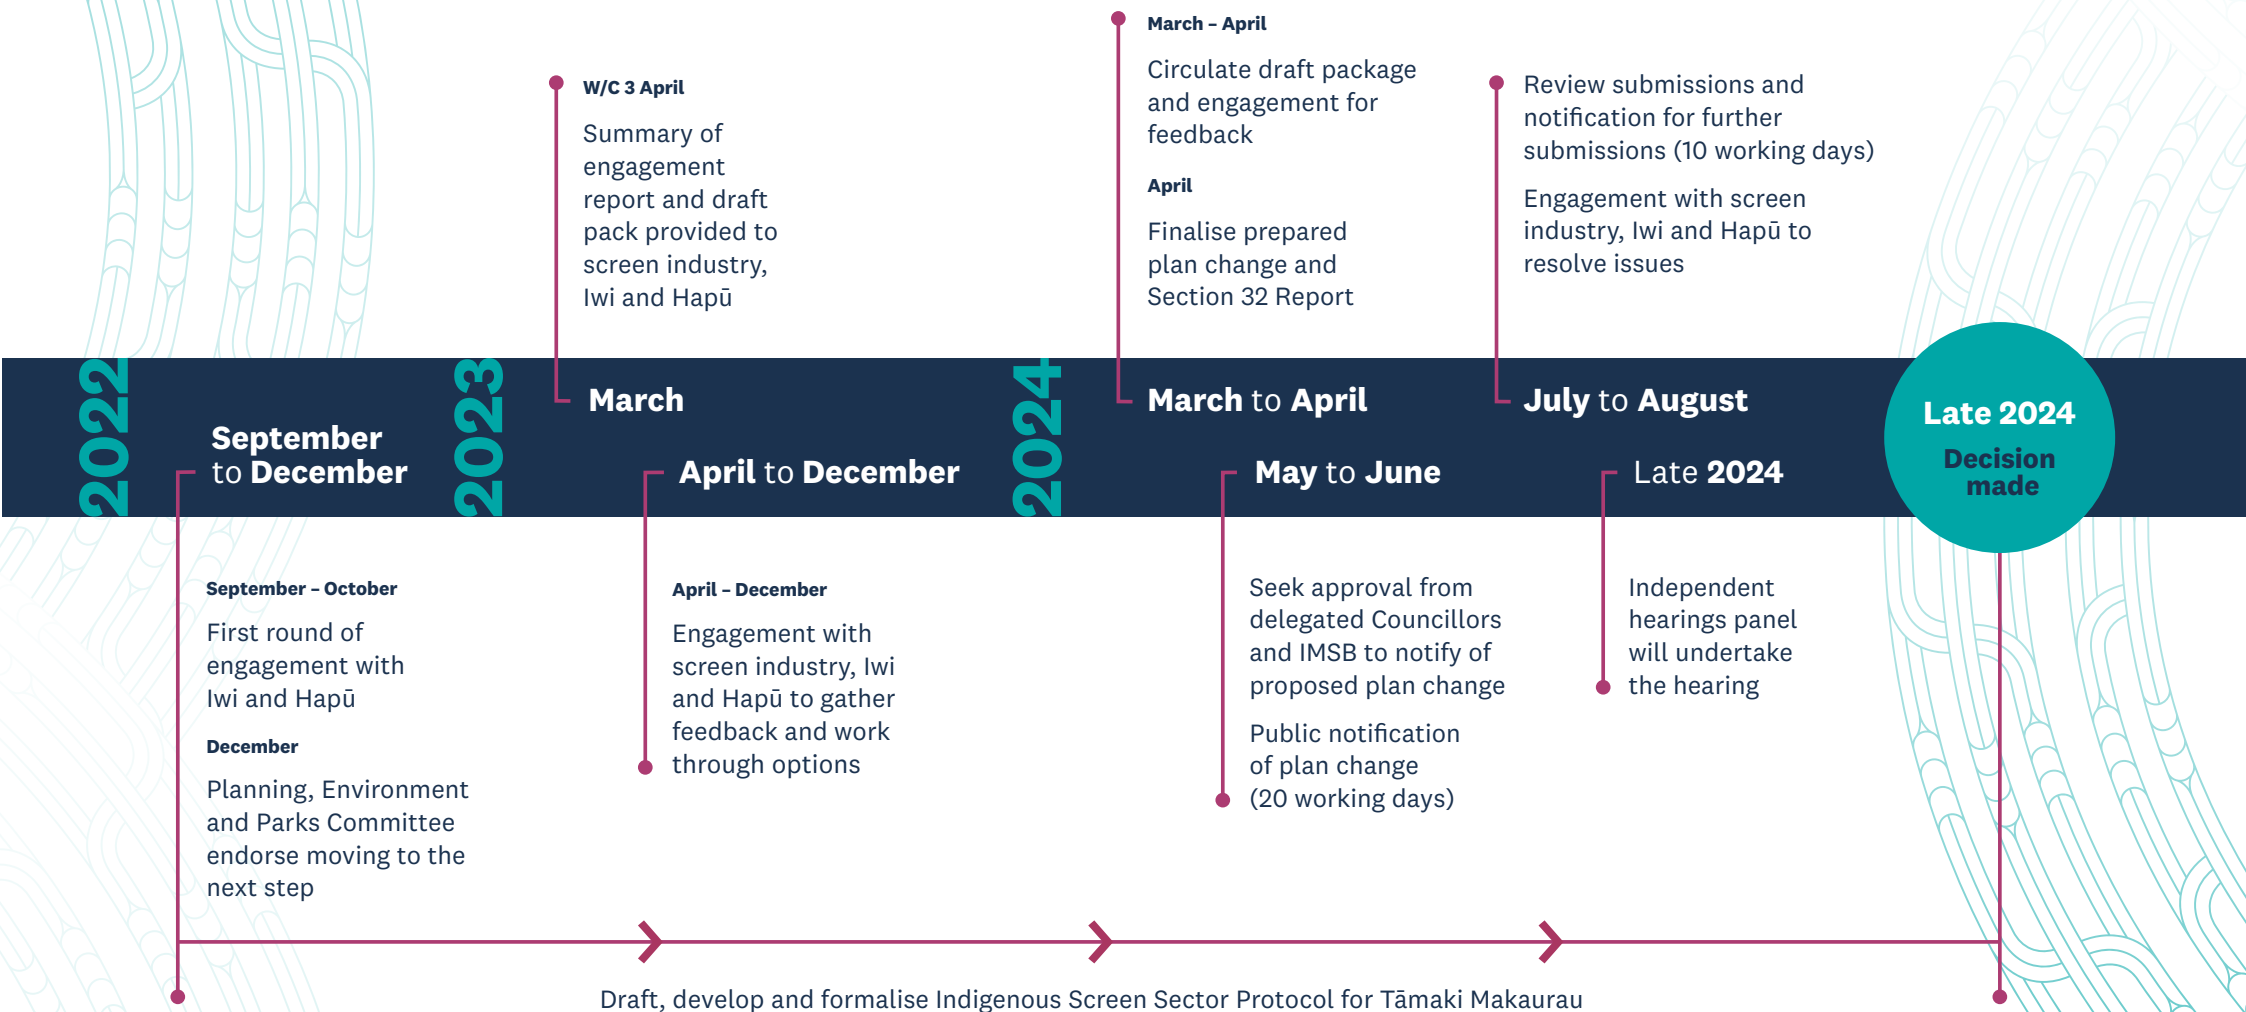 2022
September
to December
September – October
First round of
engagement with
Iwi and Hapū
December
Planning, Environment
and Parks Committee
endorse moving to the
next step
2023
March
W/C 3 April
Summary of
engagement
report and draft
pack provided to
screen industry,
Iwi and Hapū
April to December
April – December
Engagement with
screen industry, Iwi
and Hapū to gather
feedback and work
through options
2024
March to April
March – April
Circulate draft package
and engagement for
feedback
April
Finalise prepared
plan change and
Section 32 Report
May to June
Seek approval from
delegated Councillors
and IMSB to notify of
proposed plan change
Public notification
of plan change
(20 working days)
July to August
Review submissions and
notification for further
submissions (10 working days)
Engagement with screen
industry, Iwi and Hapū to
resolve issues
Late 2024
Independent
hearings panel
will undertake
the hearing
Late 2024
Decision
made
Draft, develop and formalise Indigenous Screen Sector Protocol for Tāmaki Makaurau